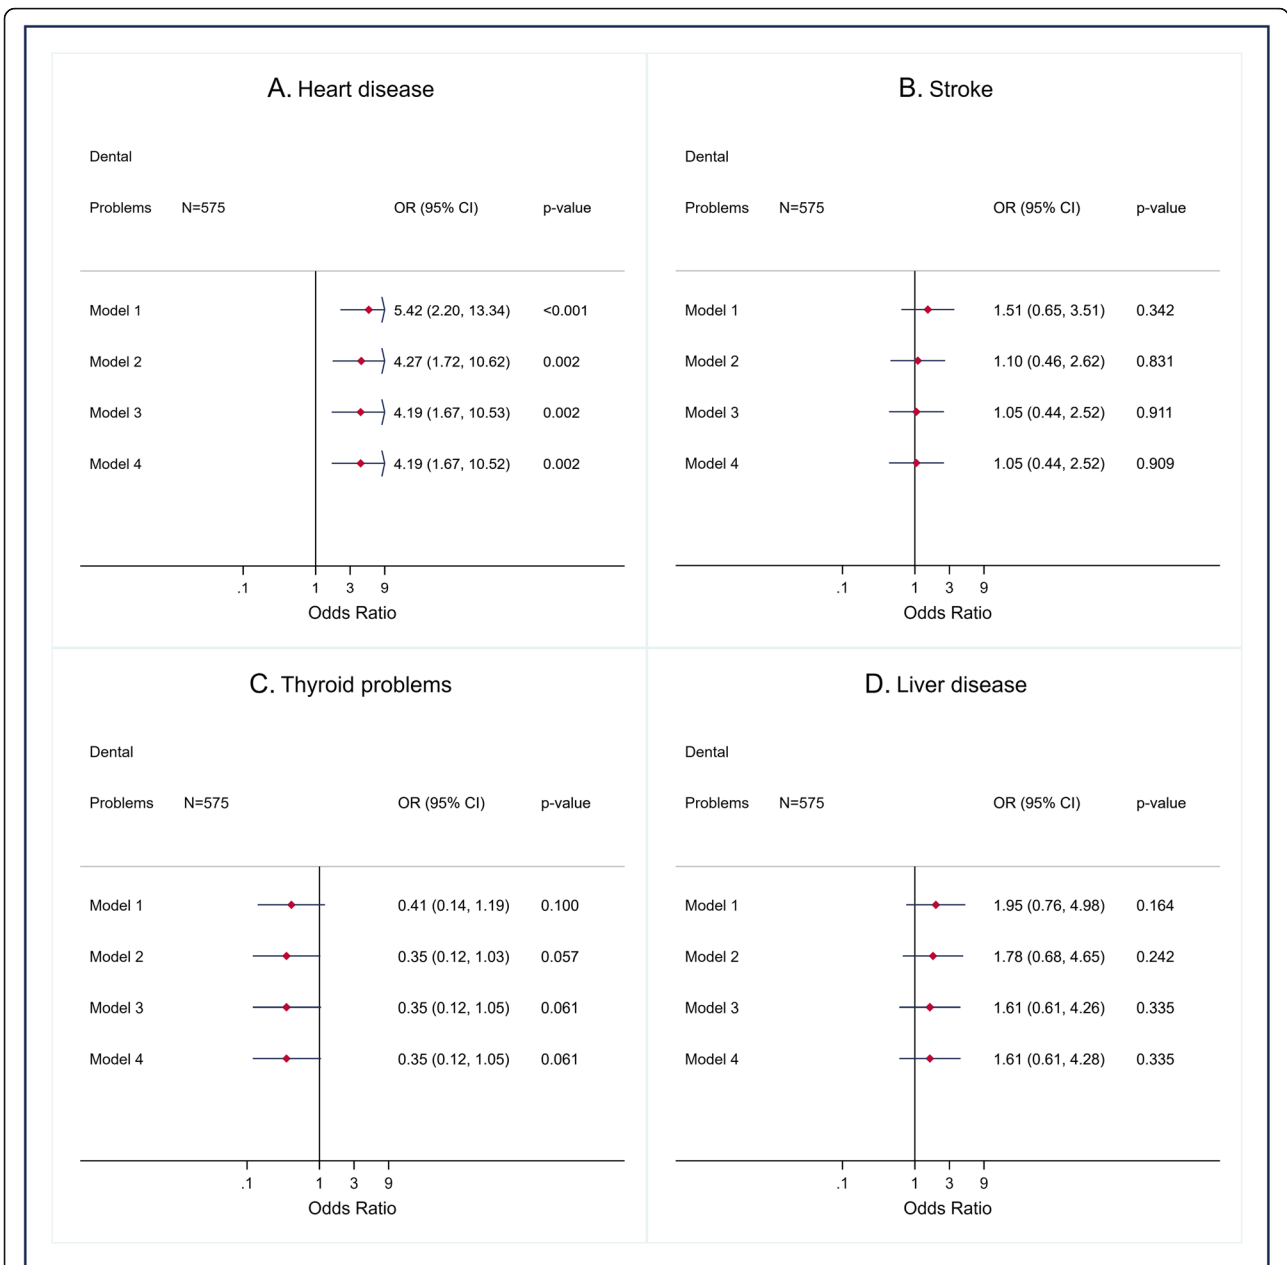 A. Heart disease
Dental
Problems N=575 OR (95% CI) p-value
Model 1 5.42 (2.20, 13.34) <0.001
Model 2 4.27 (1.72, 10.62) 0.002
Model 3 4.19 (1.67, 10.53) 0.002
Model 4 4.19 (1.67, 10.52) 0.002
.1 1 3 9
Odds Ratio
B. Stroke
Dental
Problems N=575 OR (95% CI) p-value
Model 1 1.51 (0.65, 3.51) 0.342
Model 2 1.10 (0.46, 2.62) 0.831
Model 3 1.05 (0.44, 2.52) 0.911
Model 4 1.05 (0.44, 2.52) 0.909
.1 1 3 9
Odds Ratio
C. Thyroid problems
Dental
Problems N=575 OR (95% CI) p-value
Model 1 0.41 (0.14, 1.19) 0.100
Model 2 0.35 (0.12, 1.03) 0.057
Model 3 0.35 (0.12, 1.05) 0.061
Model 4 0.35 (0.12, 1.05) 0.061
.1 1 3 9
Odds Ratio
D. Liver disease
Dental
Problems N=575 OR (95% CI) p-value
Model 1 1.95 (0.76, 4.98) 0.164
Model 2 1.78 (0.68, 4.65) 0.242
Model 3 1.61 (0.61, 4.26) 0.335
Model 4 1.61 (0.61, 4.28) 0.335
.1 1 3 9
Odds Ratio